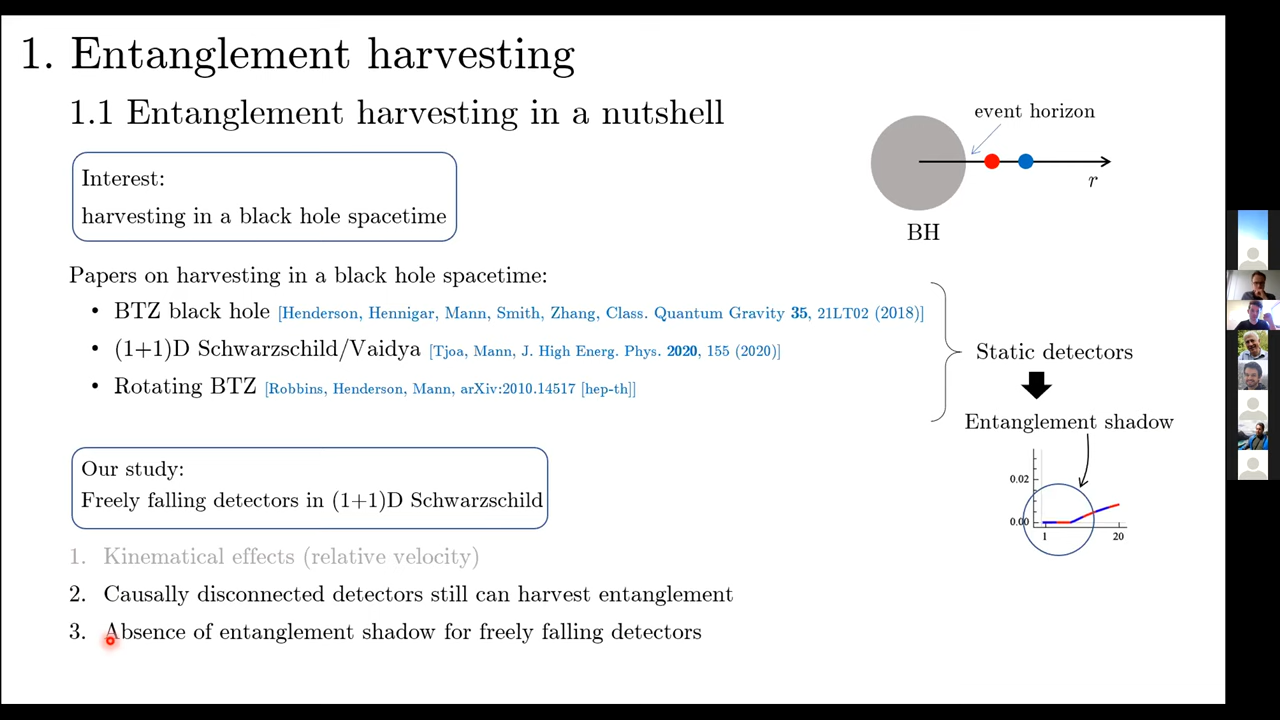 1. Entanglement harvesting
1.1 Entanglement harvesting in a nutshell
event horizon
r
BH
Interest:
harvesting in a black hole spacetime
Papers on harvesting in a black hole spacetime:
• BTZ black hole [Henderson, Hennigar, Mann, Smith, Zhang, Class. Quantum Gravity 35, 21LT02 (2018)]
• (1+1)D Schwarzschild/Vaidya [Tjoa, Mann, J. High Energ. Phys. 2020, 155 (2020)]
• Rotating BTZ [Robbins, Henderson, Mann, arXiv:2010.14517 [hep-th]]
Static detectors
Entanglement shadow
0.02
0.00
1 20
Our study:
Freely falling detectors in (1+1)D Schwarzschild
1. Kinematical effects (relative velocity)
2. Causally disconnected detectors still can harvest entanglement
3. Absence of entanglement shadow for freely falling detectors